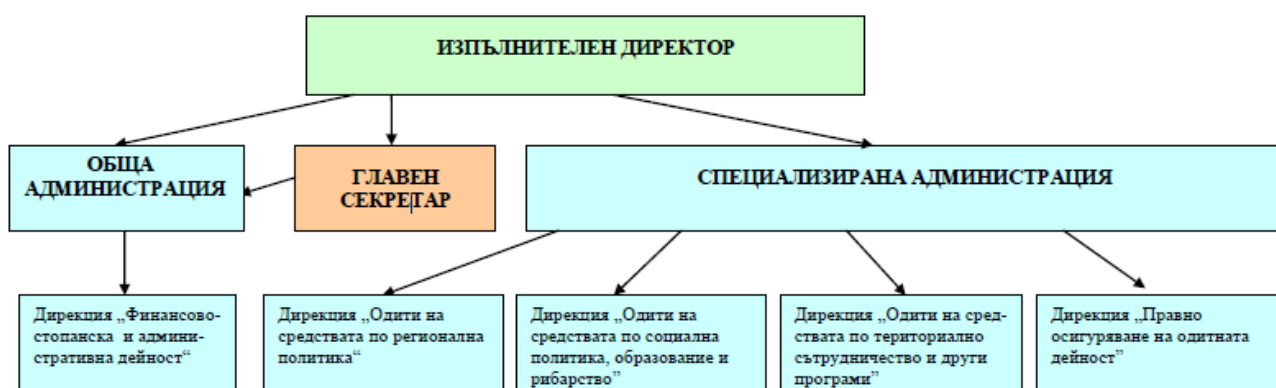 ИЗПЪЛНИТЕЛЕН ДИРЕКТОР
ОБЩА
АДМИНИСТРАЦИЯ
ГЛАВЕН
СЕКРЕТАР
СПЕЦИАЛИЗИРАНА АДМИНИСТРАЦИЯ
Дирекция „Финансово-
стопанска и админи-
стративна дейност“
Дирекция „Одити на
средствата по регионална
политика“
Дирекция „Одити на
средствата по социална
политика, образование и
рибарство”
Дирекция „Одити на сред-
ствата по териториално
сътрудничество и други
програми”
Дирекция „Правно
осигуряване на одитната
дейност”